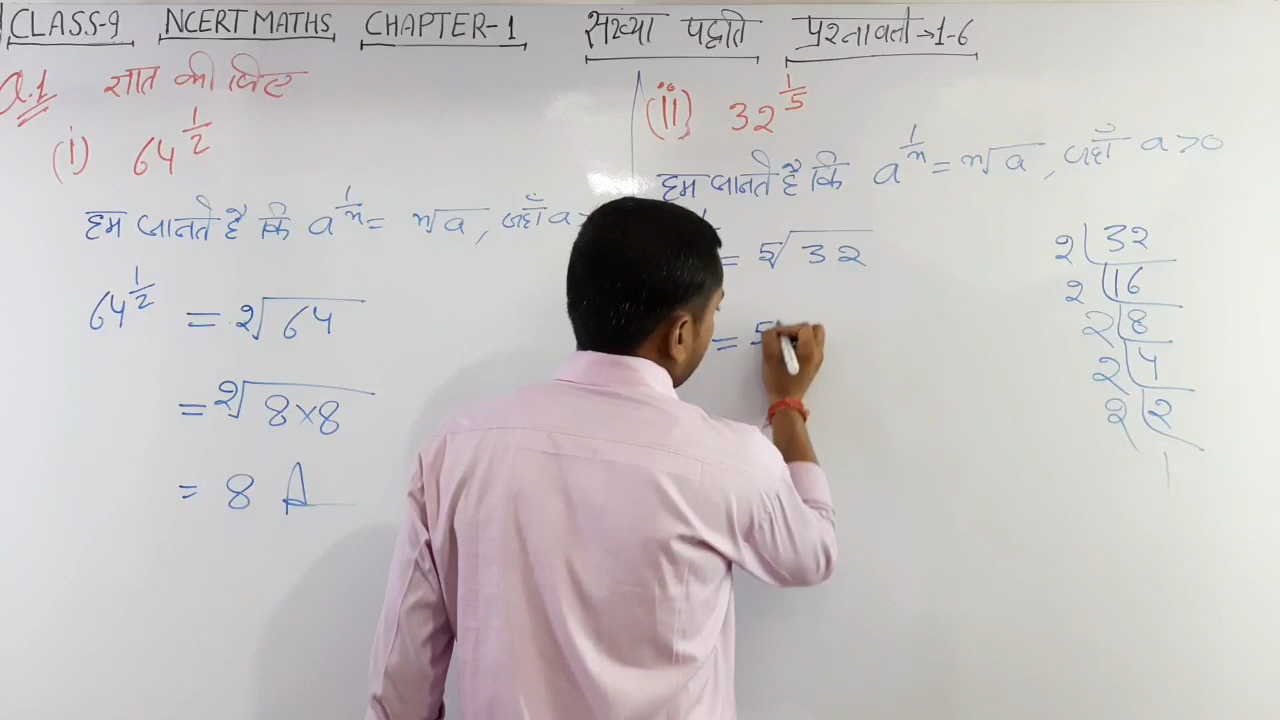 CLASS-9 NCERT MATHS CHAPTER-1 संख्या पद्धति प्रश्नावली→1-6
Q.1 ज्ञात कीजिए
(i) 64^(1/2)
हम जानते है कि a^(1/n) = ⁿ√a, जहाँ a
64^(1/2) = ²√64
= ²√8×8
= 8 A
(ii) 32^(1/5)
हम जानते है कि a^(1/n) = ⁿ√a, जहाँ a>0
= ⁵√32
= 5
2 | 32
2 | 16
2 | 8
2 | 4
2 | 2
1